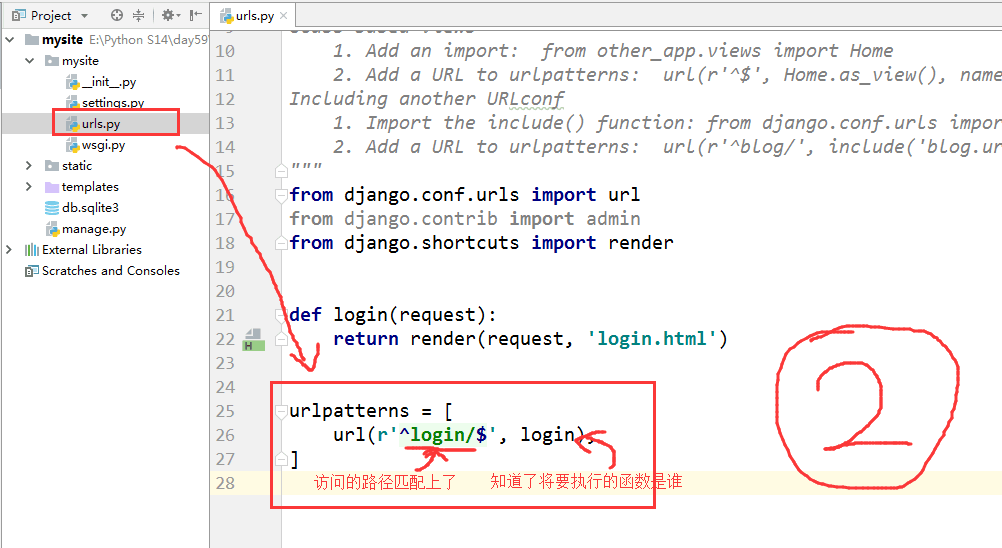 Project
urls.py
mysite E:\Python S14\day59
mysite
__init__.py
settings.py
urls.py
wsgi.py
static
templates
db.sqlite3
manage.py
External Libraries
Scratches and Consoles
10 1. Add an import:  from other_app.views import Home
11 2. Add a URL to urlpatterns:  url(r'^$', Home.as_view(), nam
12 Including another URLconf
13 1. Import the include() function: from django.conf.urls impor
14 2. Add a URL to urlpatterns:  url(r'^blog/', include('blog.ur
15 """
16 from django.conf.urls import url
17 from django.contrib import admin
18 from django.shortcuts import render
19
20
21 def login(request):
22 return render(request, 'login.html')
23
24
25 urlpatterns = [
26 url(r'^login/$', login),
27 ]
28
访问的路径匹配上了 知道了将要执行的函数是谁
2